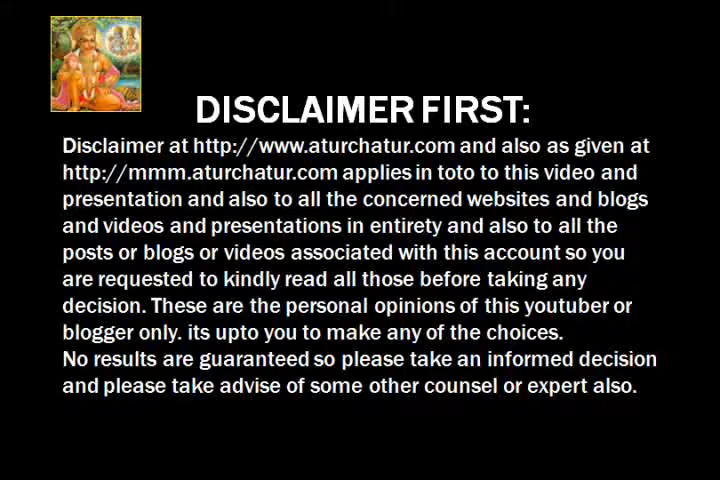 DISCLAIMER FIRST:
Disclaimer at http://www.aturchatur.com and also as given at
http://mmm.aturchatur.com applies in toto to this video and
presentation and also to all the concerned websites and blogs
and videos and presentations in entirety and also to all the
posts or blogs or videos associated with this account so you
are requested to kindly read all those before taking any
decision. These are the personal opinions of this youtuber or
blogger only. its upto you to make any of the choices.
No results are guaranteed so please take an informed decision
and please take advise of some other counsel or expert also.